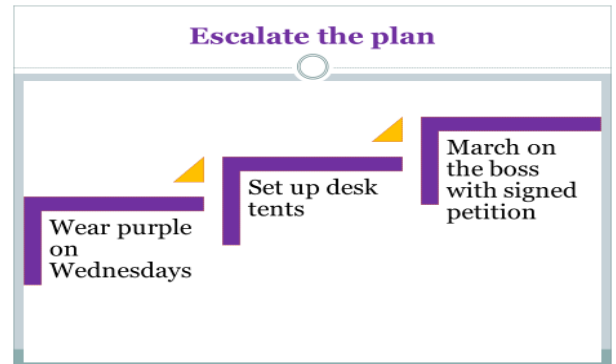 Escalate the plan
Wear purple
on
Wednesdays
Set up desk
tents
March on
the boss
with signed
petition